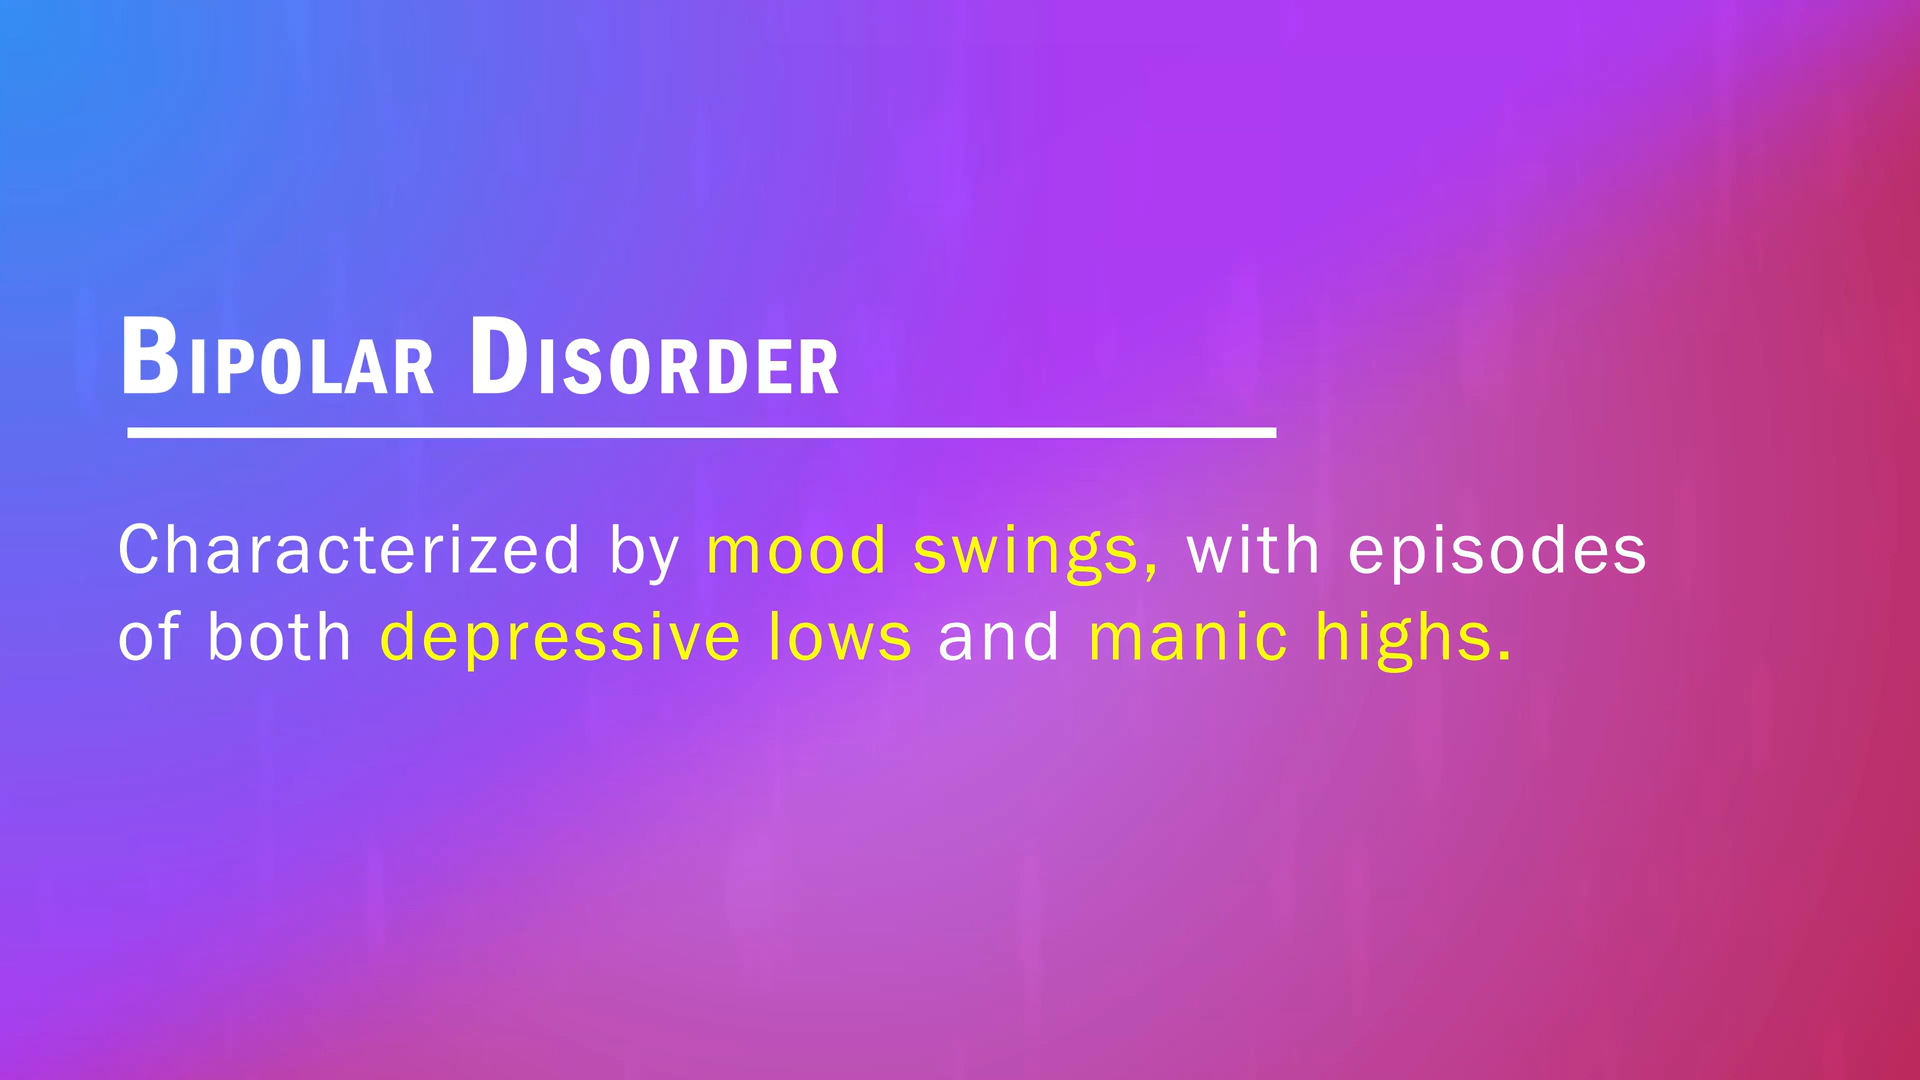 Bipolar Disorder
Characterized by mood swings, with episodes
of both depressive lows and manic highs.